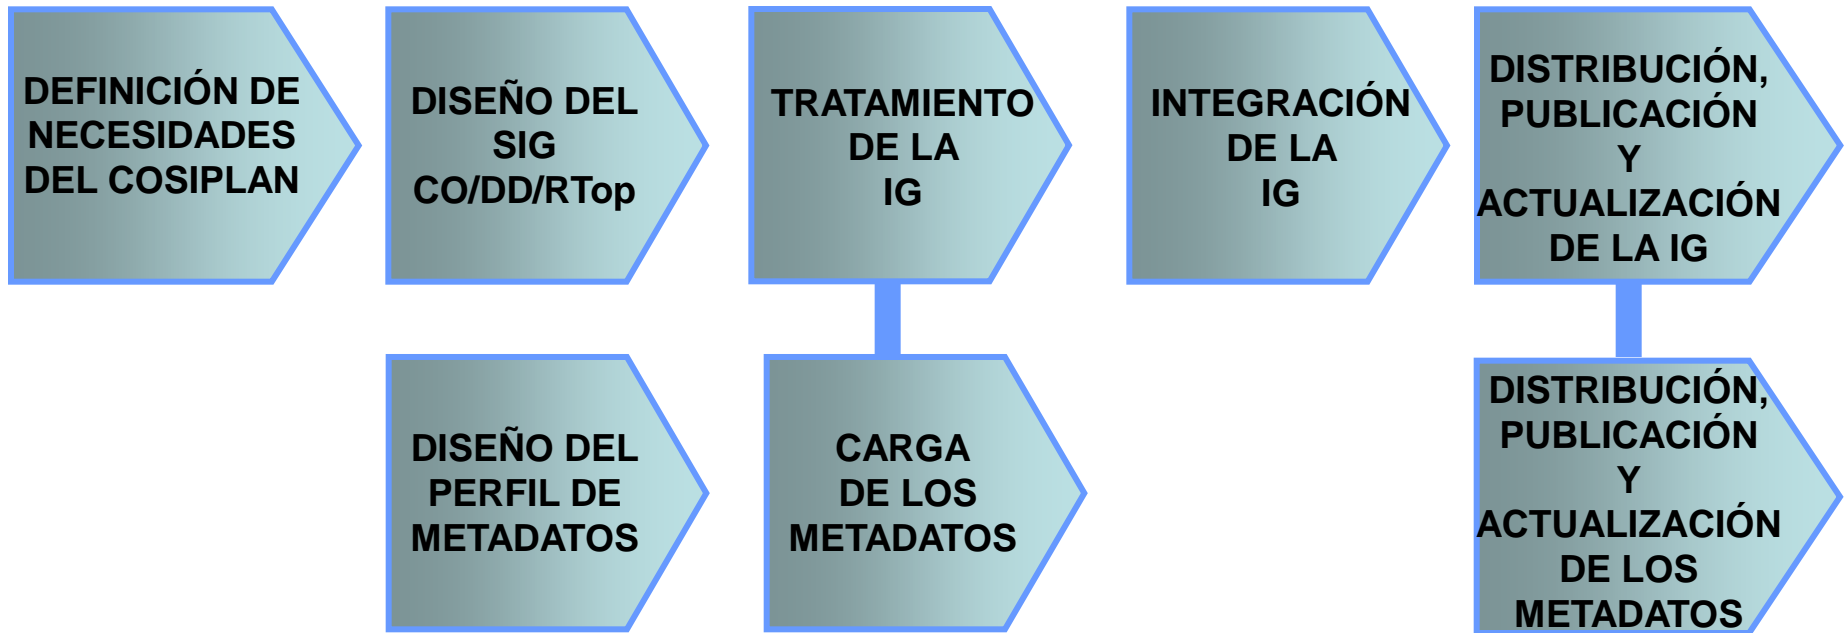 DEFINICIÓN DE
NECESIDADES
DEL COSIPLAN
DISEÑO DEL
SIG
CO/DD/RTop
TRATAMIENTO
DE LA
IG
INTEGRACIÓN
DE LA
IG
DISTRIBUCIÓN,
PUBLICACIÓN
Y
ACTUALIZACIÓN
DE LA IG
DISEÑO DEL
PERFIL DE
METADATOS
CARGA
DE LOS
METADATOS
DISTRIBUCIÓN,
PUBLICACIÓN
Y
ACTUALIZACIÓN
DE LOS
METADATOS